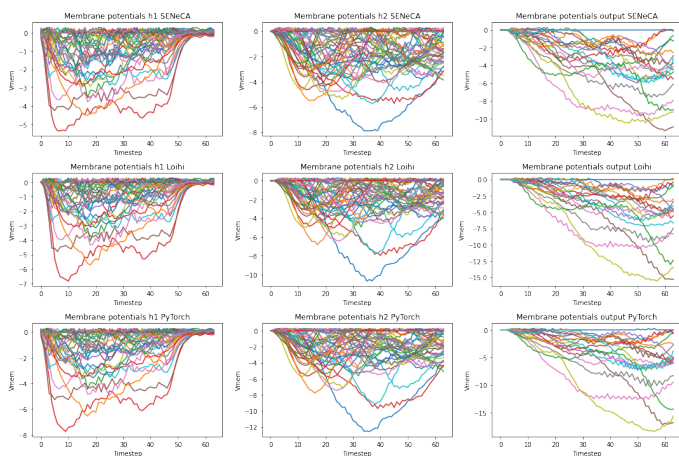 Membrane potentials h1 SENeCA
Membrane potentials h2 SENeCA
Membrane potentials output SENeCA
Vmem
0
−1
−2
−3
−4
−5
0 10 20 30 40 50 60
Timestep
Vmem
0
−2
−4
−6
−8
0 10 20 30 40 50 60
Timestep
Vmem
0
−2
−4
−6
−8
−10
0 10 20 30 40 50 60
Timestep
Membrane potentials h1 Loihi
Membrane potentials h2 Loihi
Membrane potentials output Loihi
Vmem
0
−1
−2
−3
−4
−5
−6
−7
0 10 20 30 40 50 60
Timestep
Vmem
0
−2
−4
−6
−8
−10
0 10 20 30 40 50 60
Timestep
Vmem
0.0
−2.5
−5.0
−7.5
−10.0
−12.5
−15.0
0 10 20 30 40 50 60
Timestep
Membrane potentials h1 PyTorch
Membrane potentials h2 PyTorch
Membrane potentials output PyTorch
Vmem
0
−2
−4
−6
−8
0 10 20 30 40 50 60
Timestep
Vmem
0
−2
−4
−6
−8
−10
−12
0 10 20 30 40 50 60
Timestep
Vmem
0
−5
−10
−15
0 10 20 30 40 50 60
Timestep